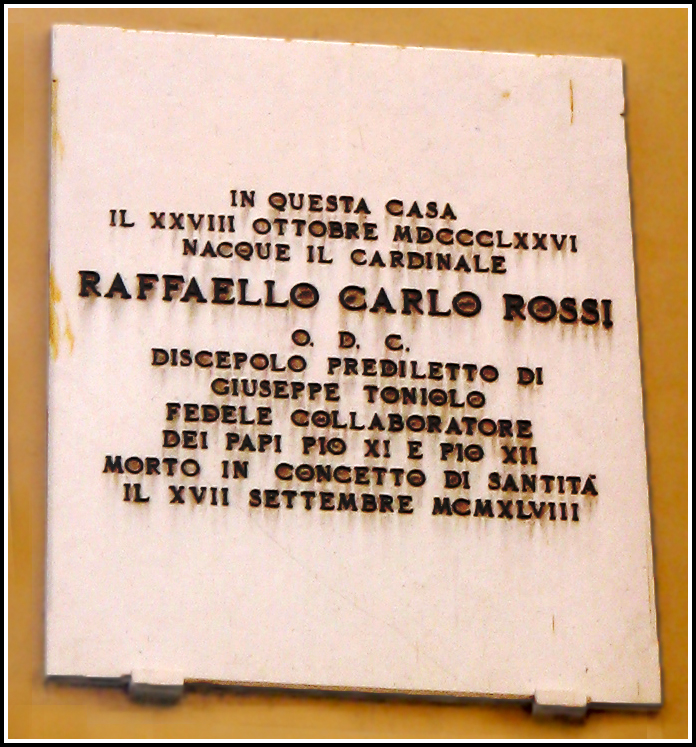 IN QUESTA CASA
IL XXVIII OTTOBRE MDCCCLXXVI
NACQUE IL CARDINALE
RAFFAELLO CARLO ROSSI
O. D. C.
DISCEPOLO PREDILETTO DI
GIUSEPPE TONIOLO
FEDELE COLLABORATORE
DEI PAPI PIO XI E PIO XII
MORTO IN CONCETTO DI SANTITÁ
IL XVII SETTEMBRE MCMXLVIII